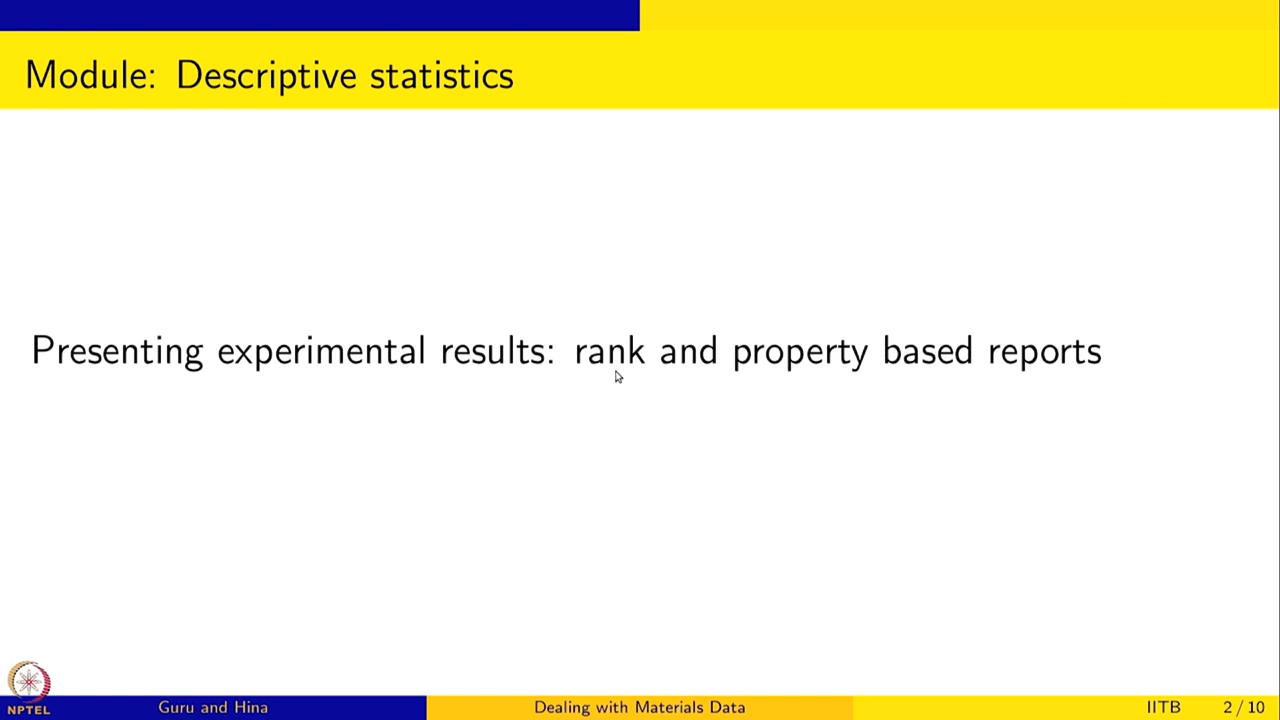 Module: Descriptive statistics
Presenting experimental results: rank and property based reports
NPTEL
Guru and Hina
Dealing with Materials Data
IITB
2 / 10